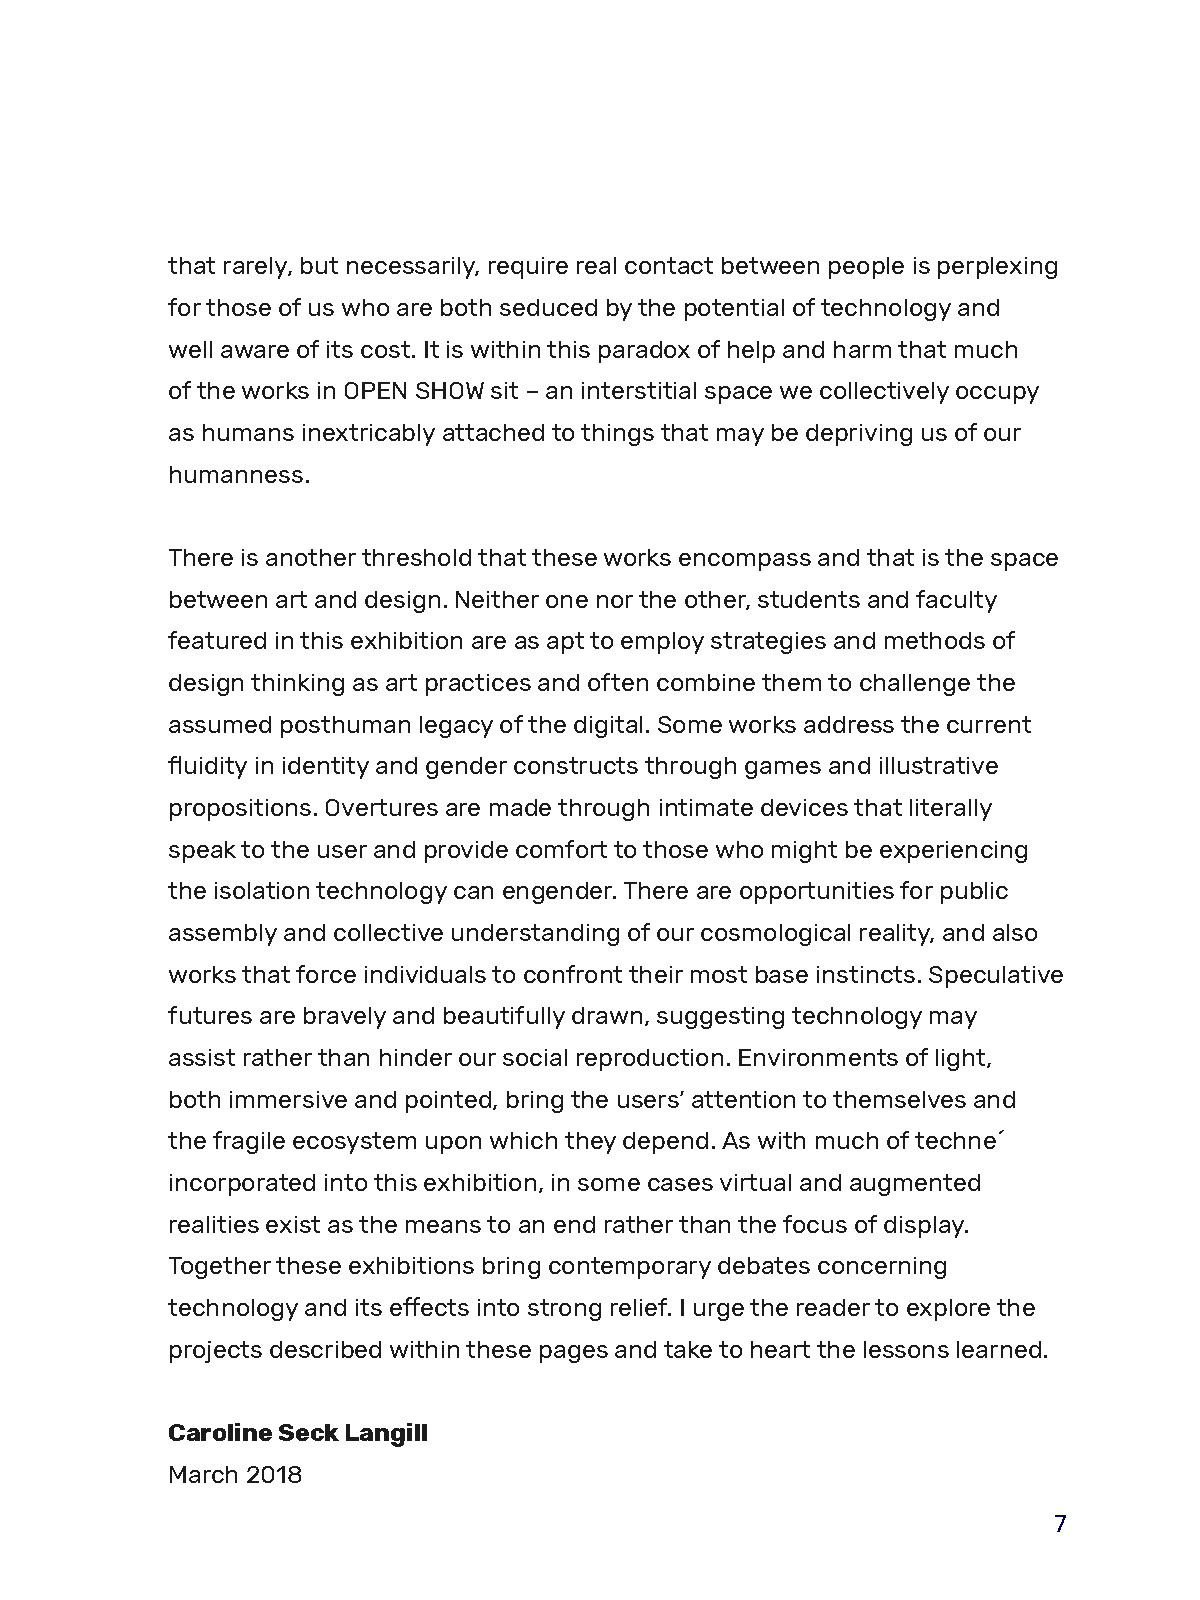 that rarely, but necessarily, require real contact between people is perplexing
for those of us who are both seduced by the potential of technology and
well aware of its cost. It is within this paradox of help and harm that much
of the works in OPEN SHOW sit – an interstitial space we collectively occupy
as humans inextricably attached to things that may be depriving us of our
humanness.
There is another threshold that these works encompass and that is the space
between art and design. Neither one nor the other, students and faculty
featured in this exhibition are as apt to employ strategies and methods of
design thinking as art practices and often combine them to challenge the
assumed posthuman legacy of the digital. Some works address the current
fluidity in identity and gender constructs through games and illustrative
propositions. Overtures are made through intimate devices that literally
speak to the user and provide comfort to those who might be experiencing
the isolation technology can engender. There are opportunities for public
assembly and collective understanding of our cosmological reality, and also
works that force individuals to confront their most base instincts. Speculative
futures are bravely and beautifully drawn, suggesting technology may
assist rather than hinder our social reproduction. Environments of light,
both immersive and pointed, bring the users’ attention to themselves and
the fragile ecosystem upon which they depend. As with much of techne´
incorporated into this exhibition, in some cases virtual and augmented
realities exist as the means to an end rather than the focus of display.
Together these exhibitions bring contemporary debates concerning
technology and its effects into strong relief. I urge the reader to explore the
projects described within these pages and take to heart the lessons learned.
Caroline Seck Langill
March 2018
7